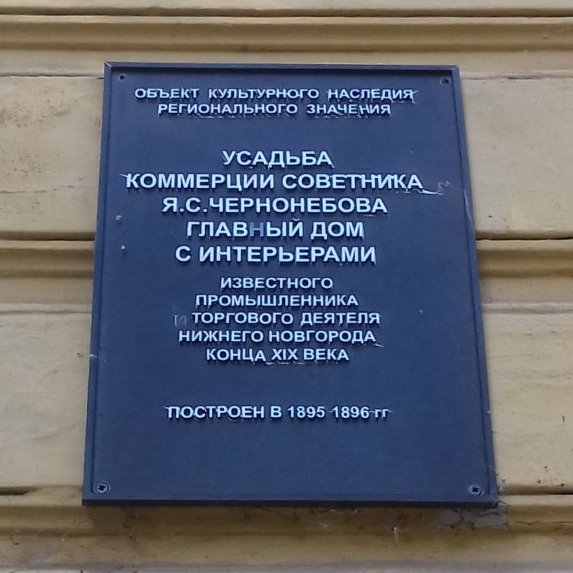 ОБЪЕКТ КУЛЬТУРНОГО НАСЛЕДИЯ
РЕГИОНАЛЬНОГО ЗНАЧЕНИЯ
УСАДЬБА
КОММЕРЦИИ СОВЕТНИКА
Я.С.ЧЕРНОНЕБОВА
ГЛАВНЫЙ ДОМ
С ИНТЕРЬЕРАМИ
ИЗВЕСТНОГО
ПРОМЫШЛЕННИКА
И ТОРГОВОГО ДЕЯТЕЛЯ
НИЖНЕГО НОВГОРОДА
КОНЦА XIX ВЕКА
ПОСТРОЕН В 1895 1896 гг